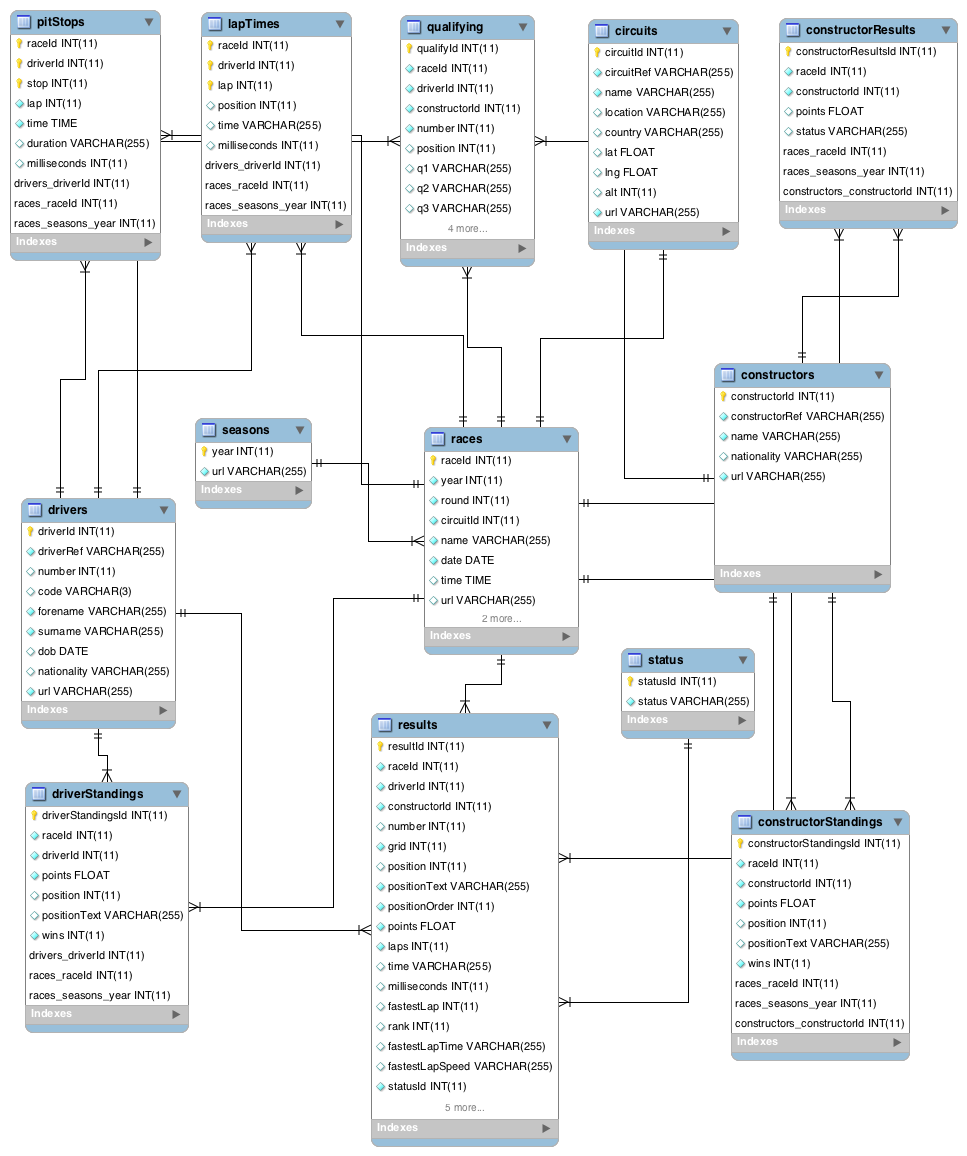 pitStops
raceId INT(11)
driverId INT(11)
stop INT(11)
lap INT(11)
time TIME
duration VARCHAR(255)
milliseconds INT(11)
drivers_driverId INT(11)
races_raceId INT(11)
races_seasons_year INT(11)
Indexes
lapTimes
raceId INT(11)
driverId INT(11)
lap INT(11)
position INT(11)
time VARCHAR(255)
milliseconds INT(11)
drivers_driverId INT(11)
races_raceId INT(11)
races_seasons_year INT(11)
Indexes
qualifying
qualifyId INT(11)
raceId INT(11)
driverId INT(11)
constructorId INT(11)
number INT(11)
position INT(11)
q1 VARCHAR(255)
q2 VARCHAR(255)
q3 VARCHAR(255)
4 more...
Indexes
circuits
circuitId INT(11)
circuitRef VARCHAR(255)
name VARCHAR(255)
location VARCHAR(255)
country VARCHAR(255)
lat FLOAT
lng FLOAT
alt INT(11)
url VARCHAR(255)
Indexes
constructorResults
constructorResultsId INT(11)
raceId INT(11)
constructorId INT(11)
points FLOAT
status VARCHAR(255)
races_raceId INT(11)
races_seasons_year INT(11)
constructors_constructorId INT(11)
Indexes
seasons
year INT(11)
url VARCHAR(255)
Indexes
races
raceId INT(11)
year INT(11)
round INT(11)
circuitId INT(11)
name VARCHAR(255)
date DATE
time TIME
url VARCHAR(255)
2 more...
Indexes
constructors
constructorId INT(11)
constructorRef VARCHAR(255)
name VARCHAR(255)
nationality VARCHAR(255)
url VARCHAR(255)
Indexes
drivers
driverId INT(11)
driverRef VARCHAR(255)
number INT(11)
code VARCHAR(3)
forename VARCHAR(255)
surname VARCHAR(255)
dob DATE
nationality VARCHAR(255)
url VARCHAR(255)
Indexes
status
statusId INT(11)
status VARCHAR(255)
Indexes
driverStandings
driverStandingsId INT(11)
raceId INT(11)
driverId INT(11)
points FLOAT
position INT(11)
positionText VARCHAR(255)
wins INT(11)
drivers_driverId INT(11)
races_raceId INT(11)
races_seasons_year INT(11)
Indexes
results
resultId INT(11)
raceId INT(11)
driverId INT(11)
constructorId INT(11)
number INT(11)
grid INT(11)
position INT(11)
positionText VARCHAR(255)
positionOrder INT(11)
points FLOAT
laps INT(11)
time VARCHAR(255)
milliseconds INT(11)
fastestLap INT(11)
rank INT(11)
fastestLapTime VARCHAR(255)
fastestLapSpeed VARCHAR(255)
statusId INT(11)
5 more...
Indexes
constructorStandings
constructorStandingsId INT(11)
raceId INT(11)
constructorId INT(11)
points FLOAT
position INT(11)
positionText VARCHAR(255)
wins INT(11)
races_raceId INT(11)
races_seasons_year INT(11)
constructors_constructorId INT(11)
Indexes